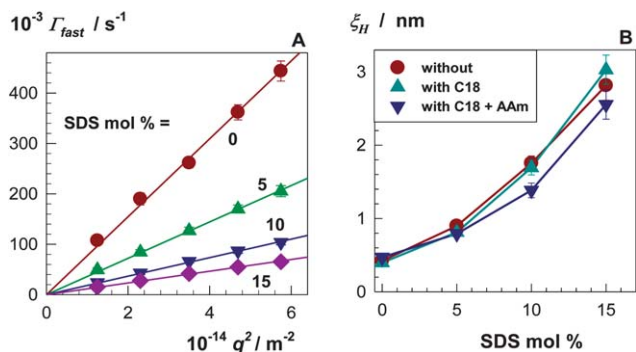 10⁻³ Γfast / s⁻¹
A
400
300
200
100
0
SDS mol % =
0
5
10
15
0
2
4
6
10⁻¹⁴ q² / m⁻²
ξH / nm
B
3
2
1
0
without
with C18
with C18 + AAm
0
5
10
15
SDS mol %